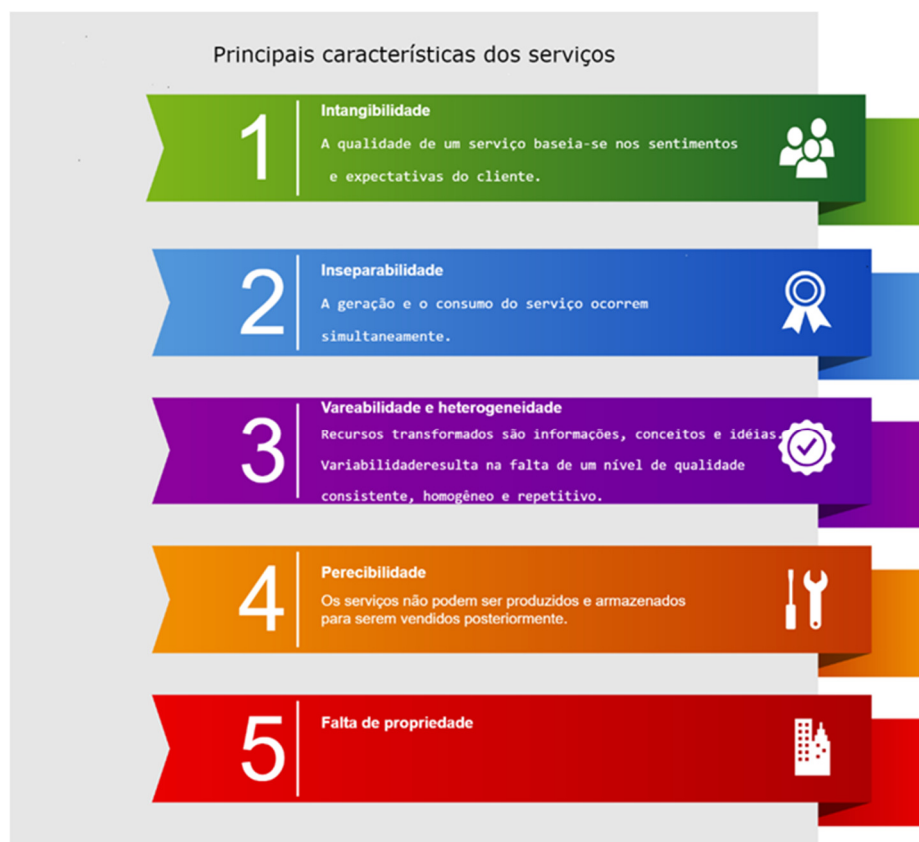 Principais características dos serviços
1
Intangibilidade
A qualidade de um serviço baseia-se nos sentimentos
e expectativas do cliente.
2
Inseparabilidade
A geração e o consumo do serviço ocorrem
simultaneamente.
3
Vareabilidade e heterogeneidade
Recursos transformados são informações, conceitos e idéias.
Variabilidaderesulta na falta de um nível de qualidade
consistente, homogêneo e repetitivo.
4
Perecibilidade
Os serviços não podem ser produzidos e armazenados
para serem vendidos posteriormente.
5
Falta de propriedade